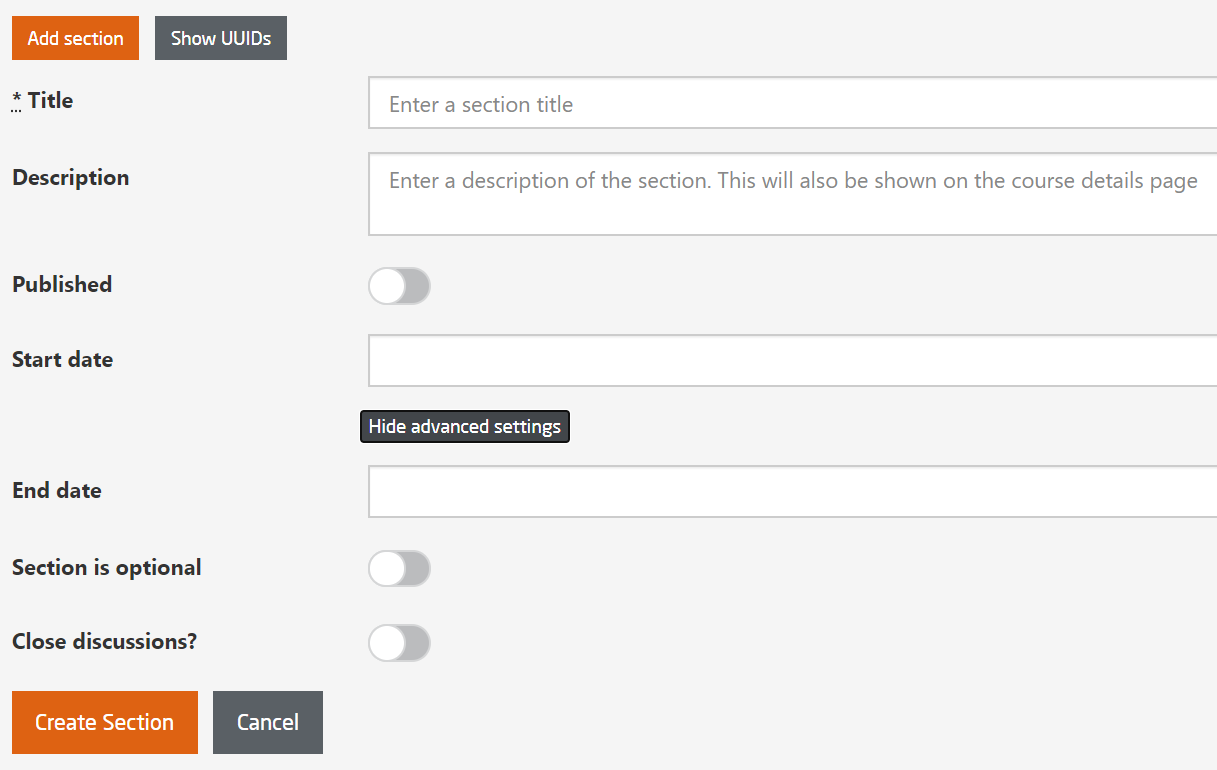 Add section Show UUIDs
* Title
Enter a section title
Description
Enter a description of the section. This will also be shown on the course details page
Published
Start date
Hide advanced settings
End date
Section is optional
Close discussions?
Create Section Cancel